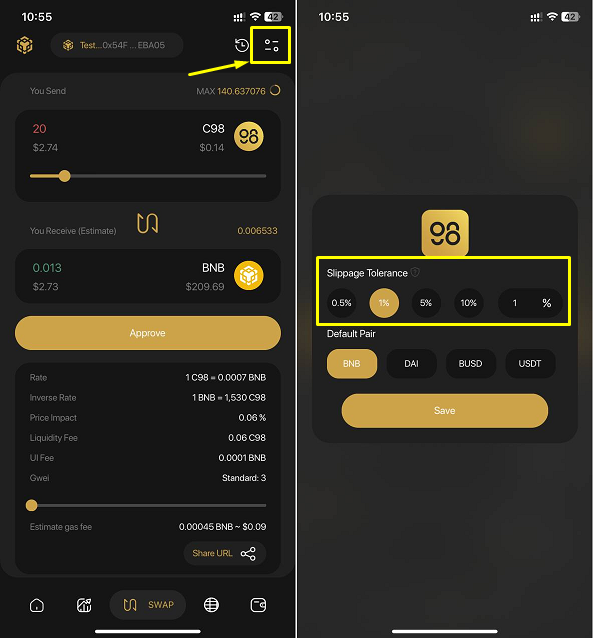 10:55
42
Test...0x54F ... EBA05
You Send
MAX 140.637076
20
C98
$2.74
$0.14
You Receive (Estimate)
0.006533
0.013
BNB
$2.73
$209.69
Approve
Rate
1 C98 = 0.0007 BNB
Inverse Rate
1 BNB = 1,530 C98
Price Impact
0.06 %
Liquidity Fee
0.06 C98
UI Fee
0.0001 BNB
Gwei
Standard: 3
Estimate gas fee
0.00045 BNB ~ $0.09
Share URL
SWAP
10:55
42
Slippage Tolerance
0.5%
1%
5%
10%
1
%
Default Pair
BNB
DAI
BUSD
USDT
Save